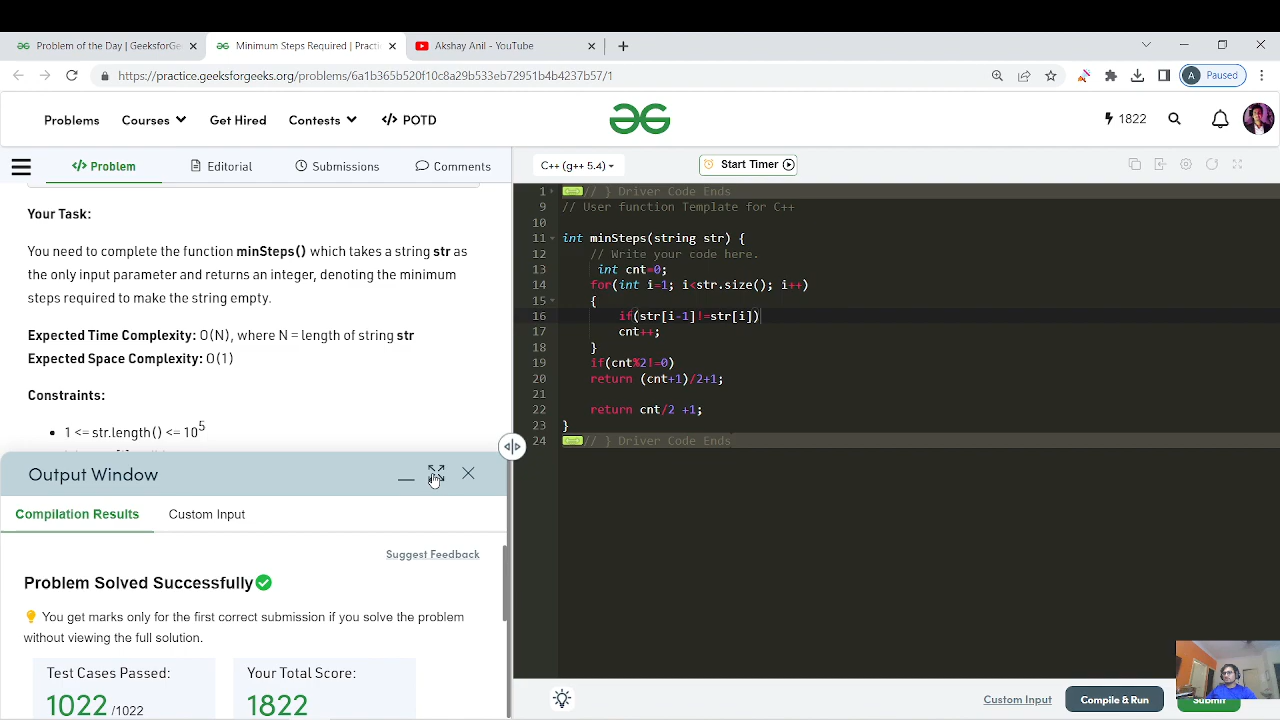 Problem of the Day | GeeksforGe
Minimum Steps Required | Practi
Akshay Anil - YouTube
https://practice.geeksforgeeks.org/problems/6a1b365b520f10c8a29b533eb72951b4b4237b57/1
A Paused
Problems
Courses
Get Hired
Contests
</> POTD
1822
</> Problem
Editorial
Submissions
Comments
C++ (g++ 5.4)
Start Timer
Your Task:
You need to complete the function minSteps() which takes a string str as
the only input parameter and returns an integer, denoting the minimum
steps required to make the string empty.
Expected Time Complexity: O(N), where N = length of string str
Expected Space Complexity: O(1)
Constraints:
1 <= str.length() <= 10^5
Output Window
Compilation Results
Custom Input
Suggest Feedback
Problem Solved Successfully
You get marks only for the first correct submission if you solve the problem
without viewing the full solution.
Test Cases Passed:
1022 /1022
Your Total Score:
1822
1 // } Driver Code Ends
9 // User function Template for C++
10
11 int minSteps(string str) {
12 // Write your code here.
13 int cnt=0;
14 for(int i=1; i<str.size(); i++)
15 {
16 if(str[i-1]!=str[i])
17 cnt++;
18 }
19 if(cnt%2!=0)
20 return (cnt+1)/2+1;
21
22 return cnt/2 +1;
23 }
24 // } Driver Code Ends
Custom Input
Compile & Run
Submit